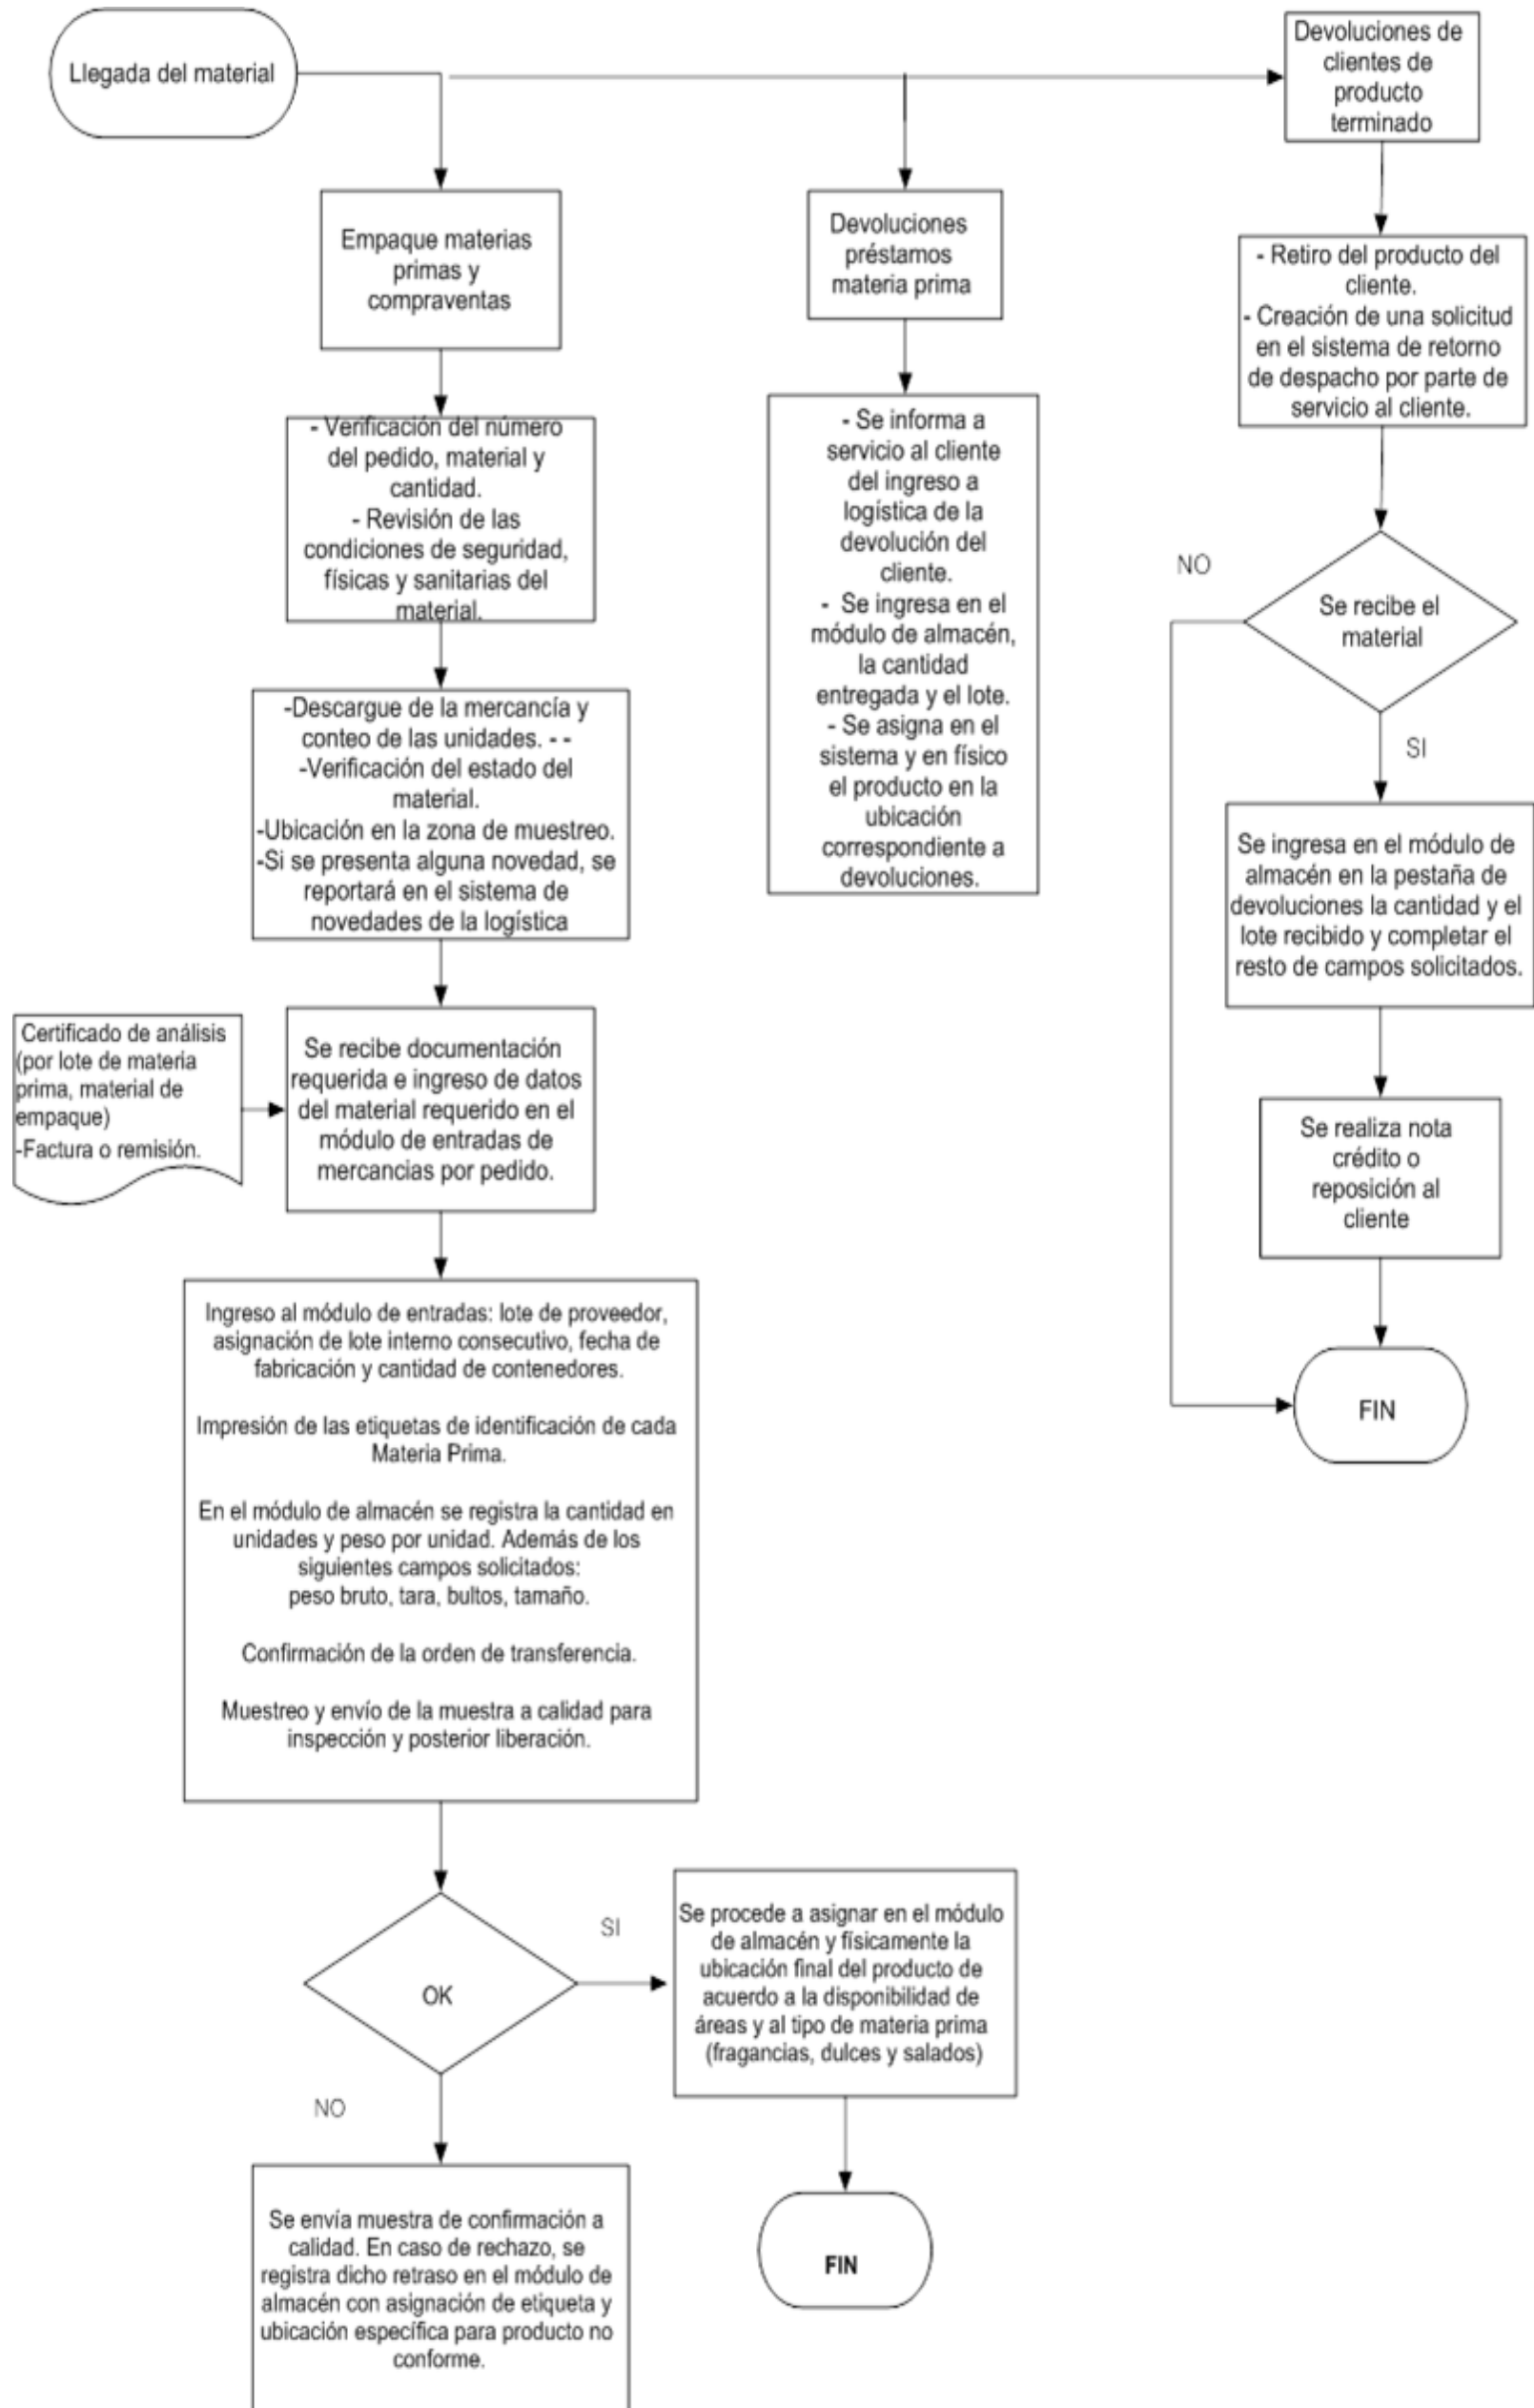 Llegada del material
Devoluciones de
clientes de
producto
terminado
Empaque materias
primas y
compraventas
Devoluciones
préstamos
materia prima
- Retiro del producto del
cliente.
- Creación de una solicitud
en el sistema de retorno
de despacho por parte de
servicio al cliente.
- Verificación del número
del pedido, material y
cantidad.
- Revisión de las
condiciones de seguridad,
físicas y sanitarias del
material.
- Se informa a
servicio al cliente
del ingreso a
logística de la
devolución del
cliente.
- Se ingresa en el
módulo de almacén,
la cantidad
entregada y el lote.
- Se asigna en el
sistema y en físico
el producto en la
ubicación
correspondiente a
devoluciones.
NO
Se recibe el
material
SI
-Descargue de la mercancía y
conteo de las unidades. - -
-Verificación del estado del
material.
-Ubicación en la zona de muestreo.
-Si se presenta alguna novedad, se
reportará en el sistema de
novedades de la logística
Se ingresa en el módulo de
almacén en la pestaña de
devoluciones la cantidad y el
lote recibido y completar el
resto de campos solicitados.
Certificado de análisis
(por lote de materia
prima, material de
empaque)
-Factura o remisión.
Se recibe documentación
requerida e ingreso de datos
del material requerido en el
módulo de entradas de
mercancias por pedido.
Se realiza nota
crédito o
reposición al
cliente
FIN
Ingreso al módulo de entradas: lote de proveedor,
asignación de lote interno consecutivo, fecha de
fabricación y cantidad de contenedores.
Impresión de las etiquetas de identificación de cada
Materia Prima.
En el módulo de almacén se registra la cantidad en
unidades y peso por unidad. Además de los
siguientes campos solicitados:
peso bruto, tara, bultos, tamaño.
Confirmación de la orden de transferencia.
Muestreo y envío de la muestra a calidad para
inspección y posterior liberación.
OK
SI
Se procede a asignar en el módulo
de almacén y físicamente la
ubicación final del producto de
acuerdo a la disponibilidad de
áreas y al tipo de materia prima
(fragancias, dulces y salados)
NO
FIN
Se envía muestra de confirmación a
calidad. En caso de rechazo, se
registra dicho retraso en el módulo de
almacén con asignación de etiqueta y
ubicación específica para producto no
conforme.